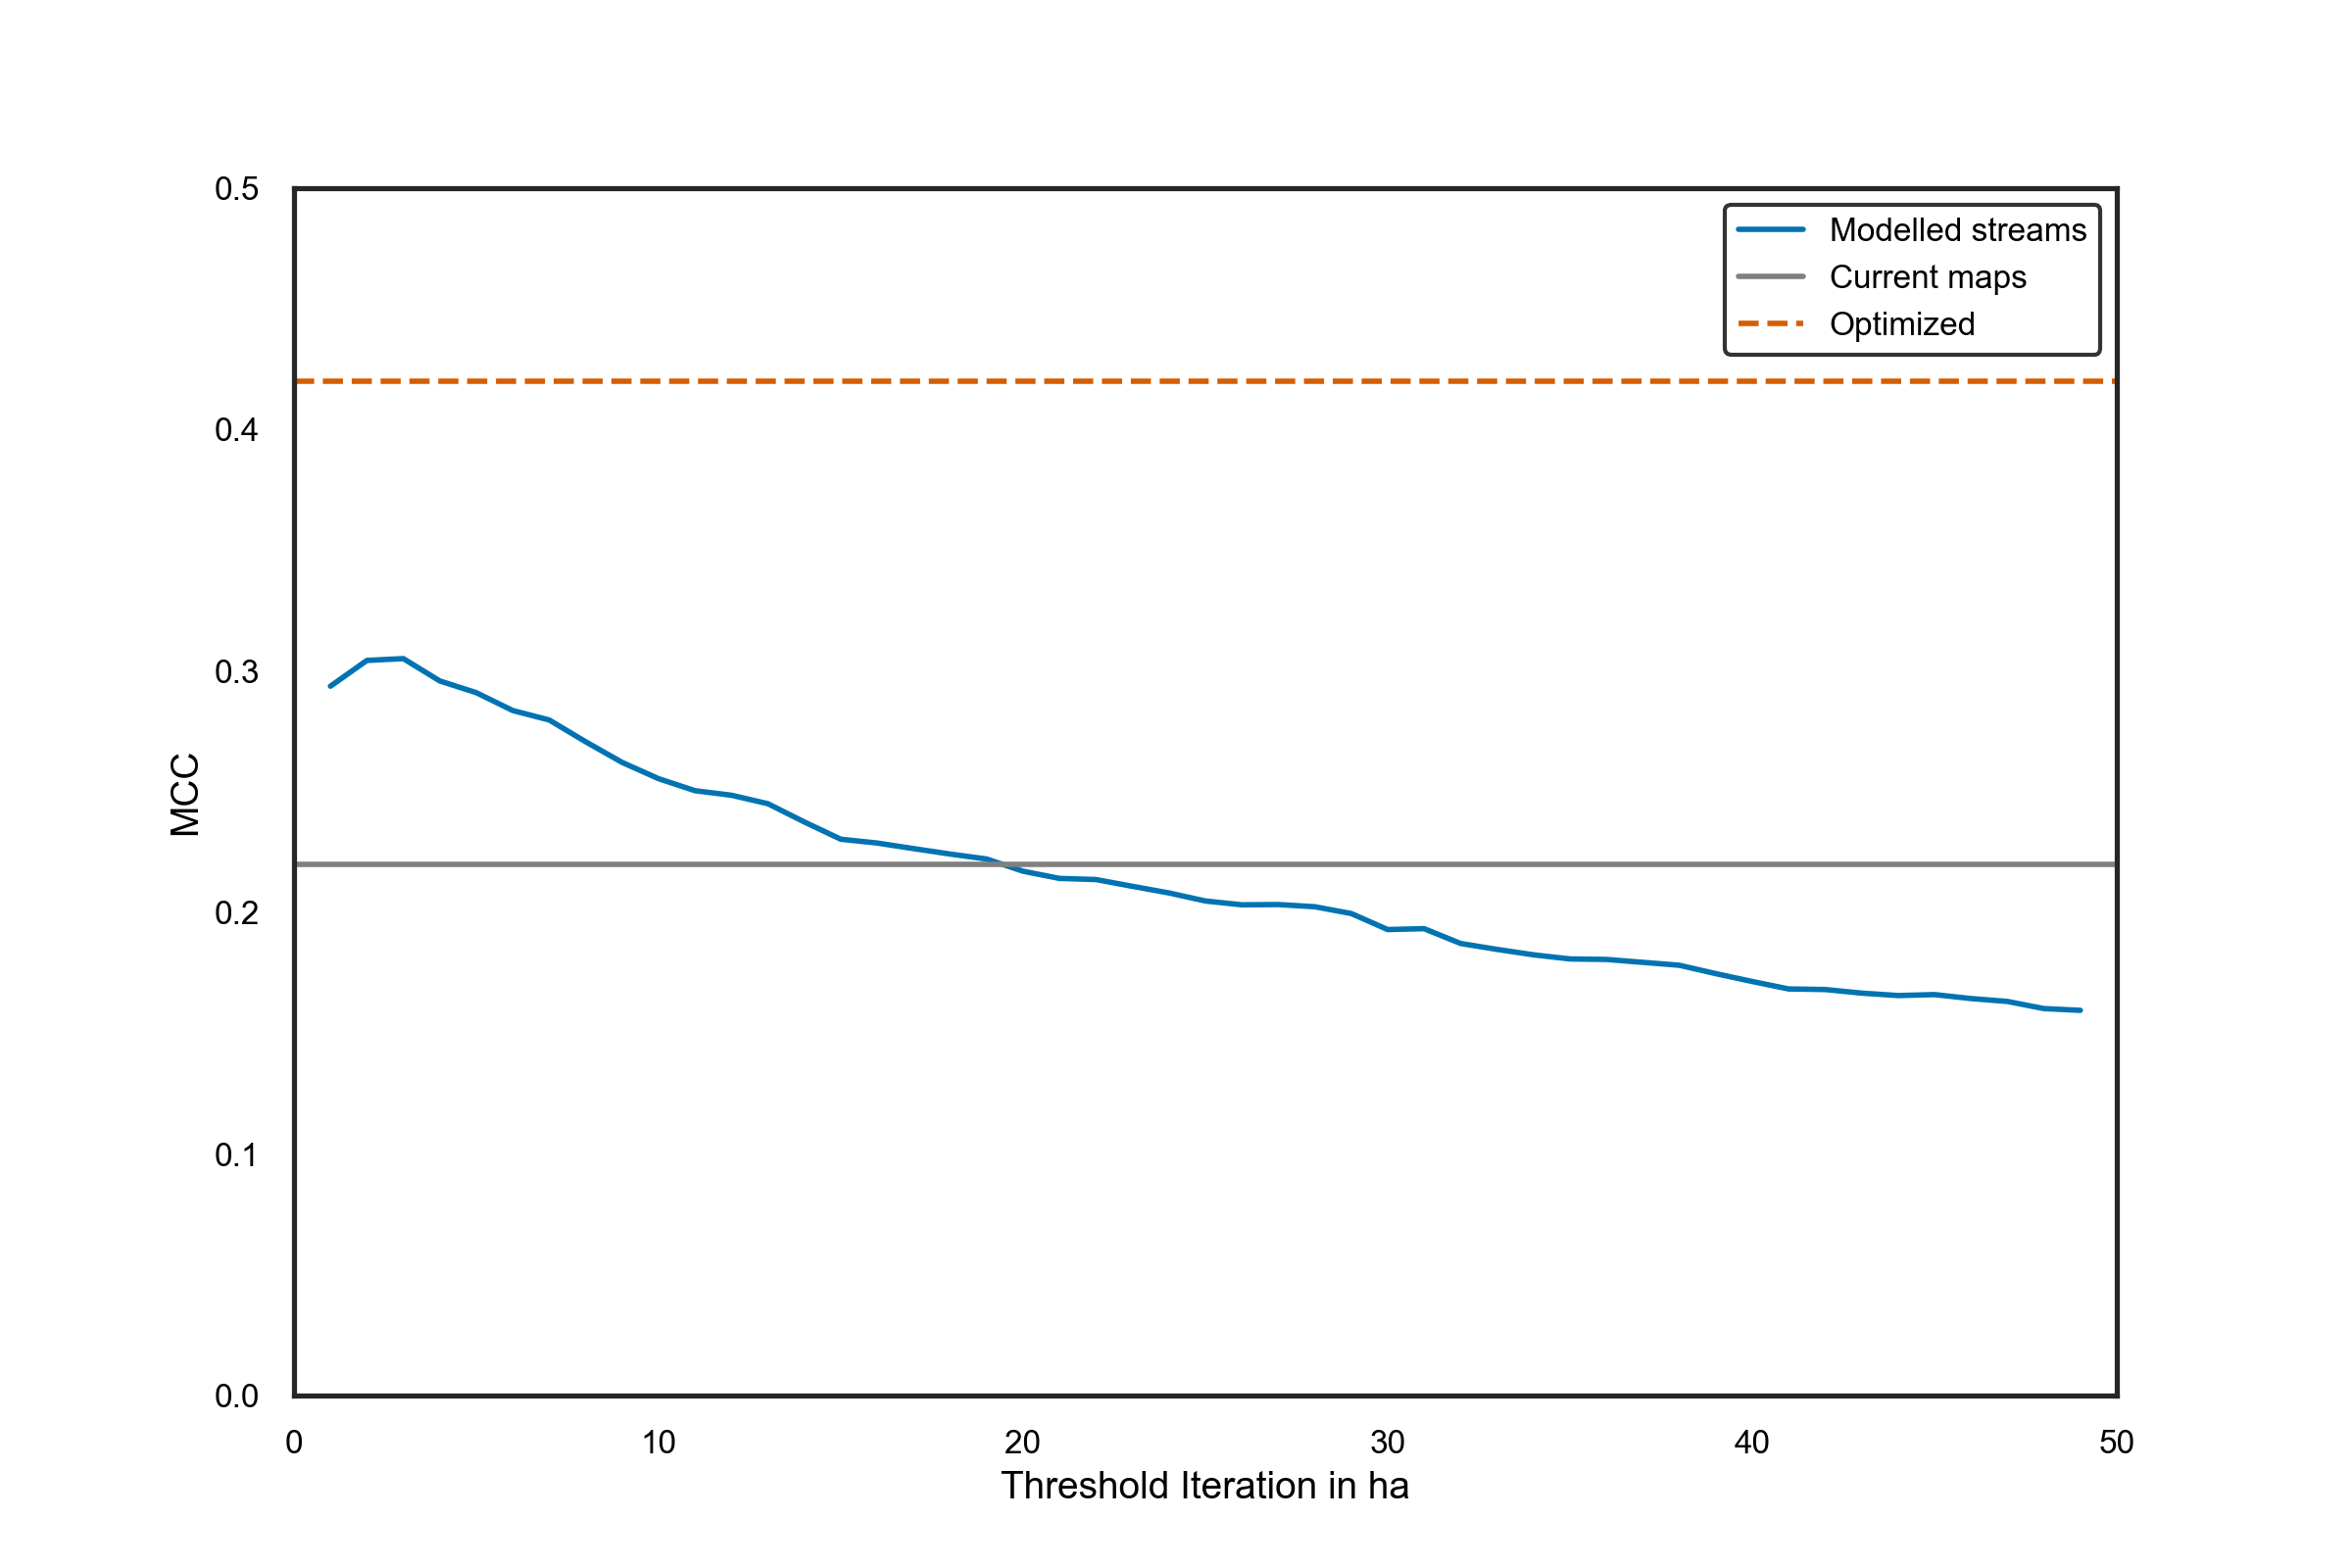 0.5
0.4
0.3
0.2
0.1
0.0
MCC
Modelled streams
Current maps
Optimized
0 10 20 30 40 50
Threshold Iteration in ha